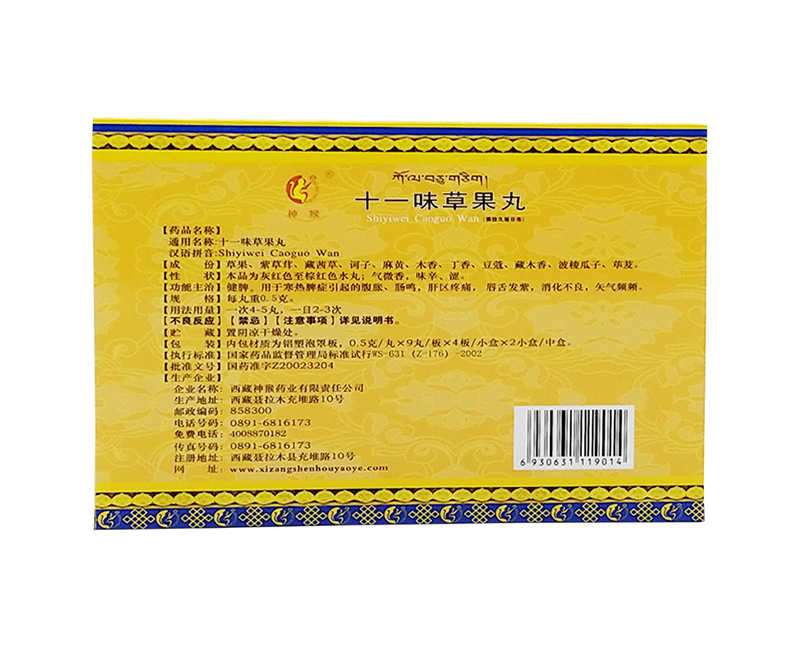 ཀོ་ལ་བཅུ་གཅིག།
®
神猴
十一味草果丸
Shiyiwei Caoguo Wan
【药品名称】
通用名称:十一味草果丸
汉语拼音:Shiyiwei Caoguo Wan
【成 份】草果、紫草茸、藏茜草、诃子、麻黄、木香、丁香、豆蔻、藏木香、波棱瓜子、荜茇。
【性 状】本品为灰红色至棕红色水丸；气微香，味辛、涩。
【功能主治】健脾。用于寒热脾症引起的腹胀、肠鸣，肝区疼痛，唇舌发紫，消化不良，矢气频频。
【规 格】每丸重0.5克。
【用法用量】一次4-5丸，一日2-3次
【不良反应】【禁忌】【注意事项】详见说明书。
【贮 藏】置阴凉干燥处。
【包 装】内包材质为铝塑泡罩板，0.5克/丸×9丸/板×4板/小盒×2小盒/中盒。
【执行标准】国家药品监督管理局标准试行WS-631 (Z-176) -2002
【批准文号】国药准字Z20023204
【生产企业】
企业名称: 西藏神猴药业有限责任公司
生产地址: 西藏聂拉木充堆路10号
邮政编码: 858300
电话号码: 0891-6816173
免费电话: 4008870182
传真号码: 0891-6816173
注册地址: 西藏聂拉木县充堆路10号
网 址: www.xizangshenhouyaoye.com
6 930631 119014